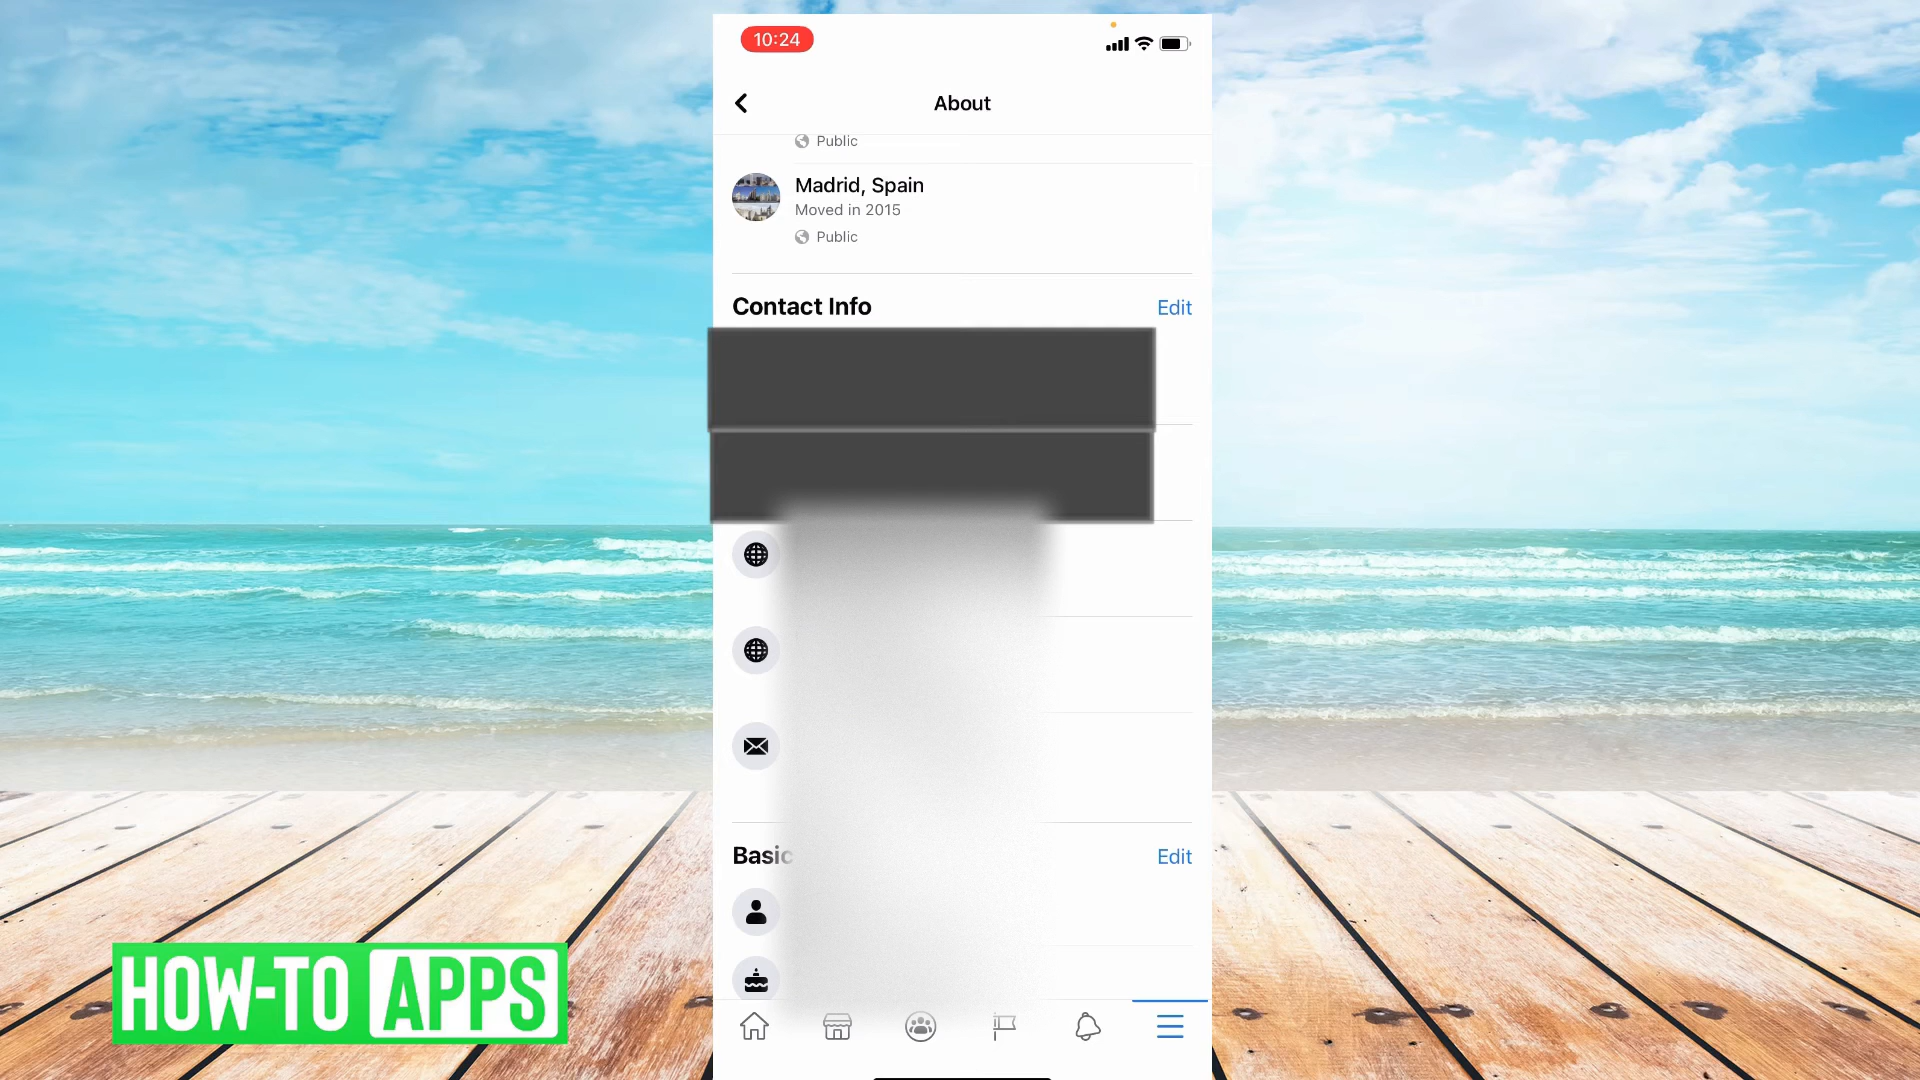 10:24
About
Public
Madrid, Spain
Moved in 2015
Public
Contact Info
Edit
Basic
Edit
HOW-TO APPS